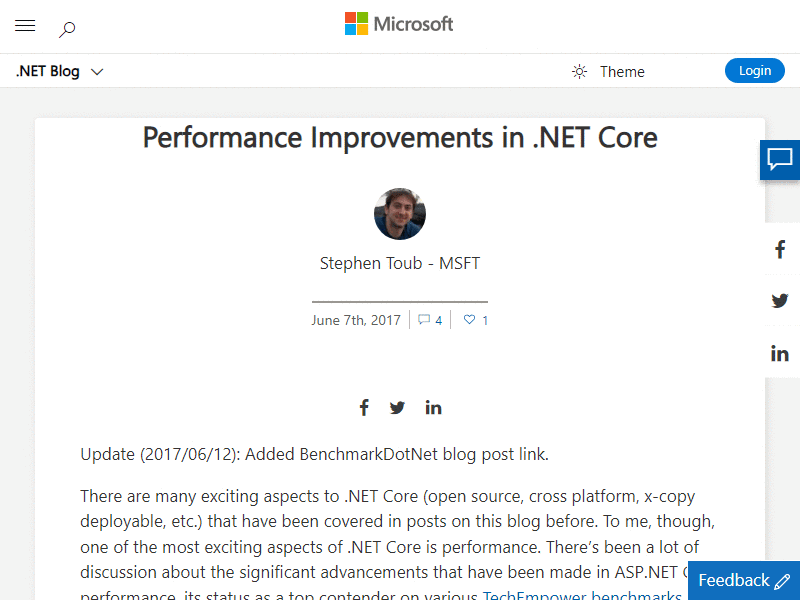 Microsoft
.NET Blog
Theme
Login
Performance Improvements in .NET Core
Stephen Toub - MSFT
June 7th, 2017
4
1
Update (2017/06/12): Added BenchmarkDotNet blog post link.
There are many exciting aspects to .NET Core (open source, cross platform, x-copy
deployable, etc.) that have been covered in posts on this blog before. To me, though,
one of the most exciting aspects of .NET Core is performance. There’s been a lot of
discussion about the significant advancements that have been made in ASP.NET C
performance, its status as a top contender on various TechEmpower benchmarks
Feedback